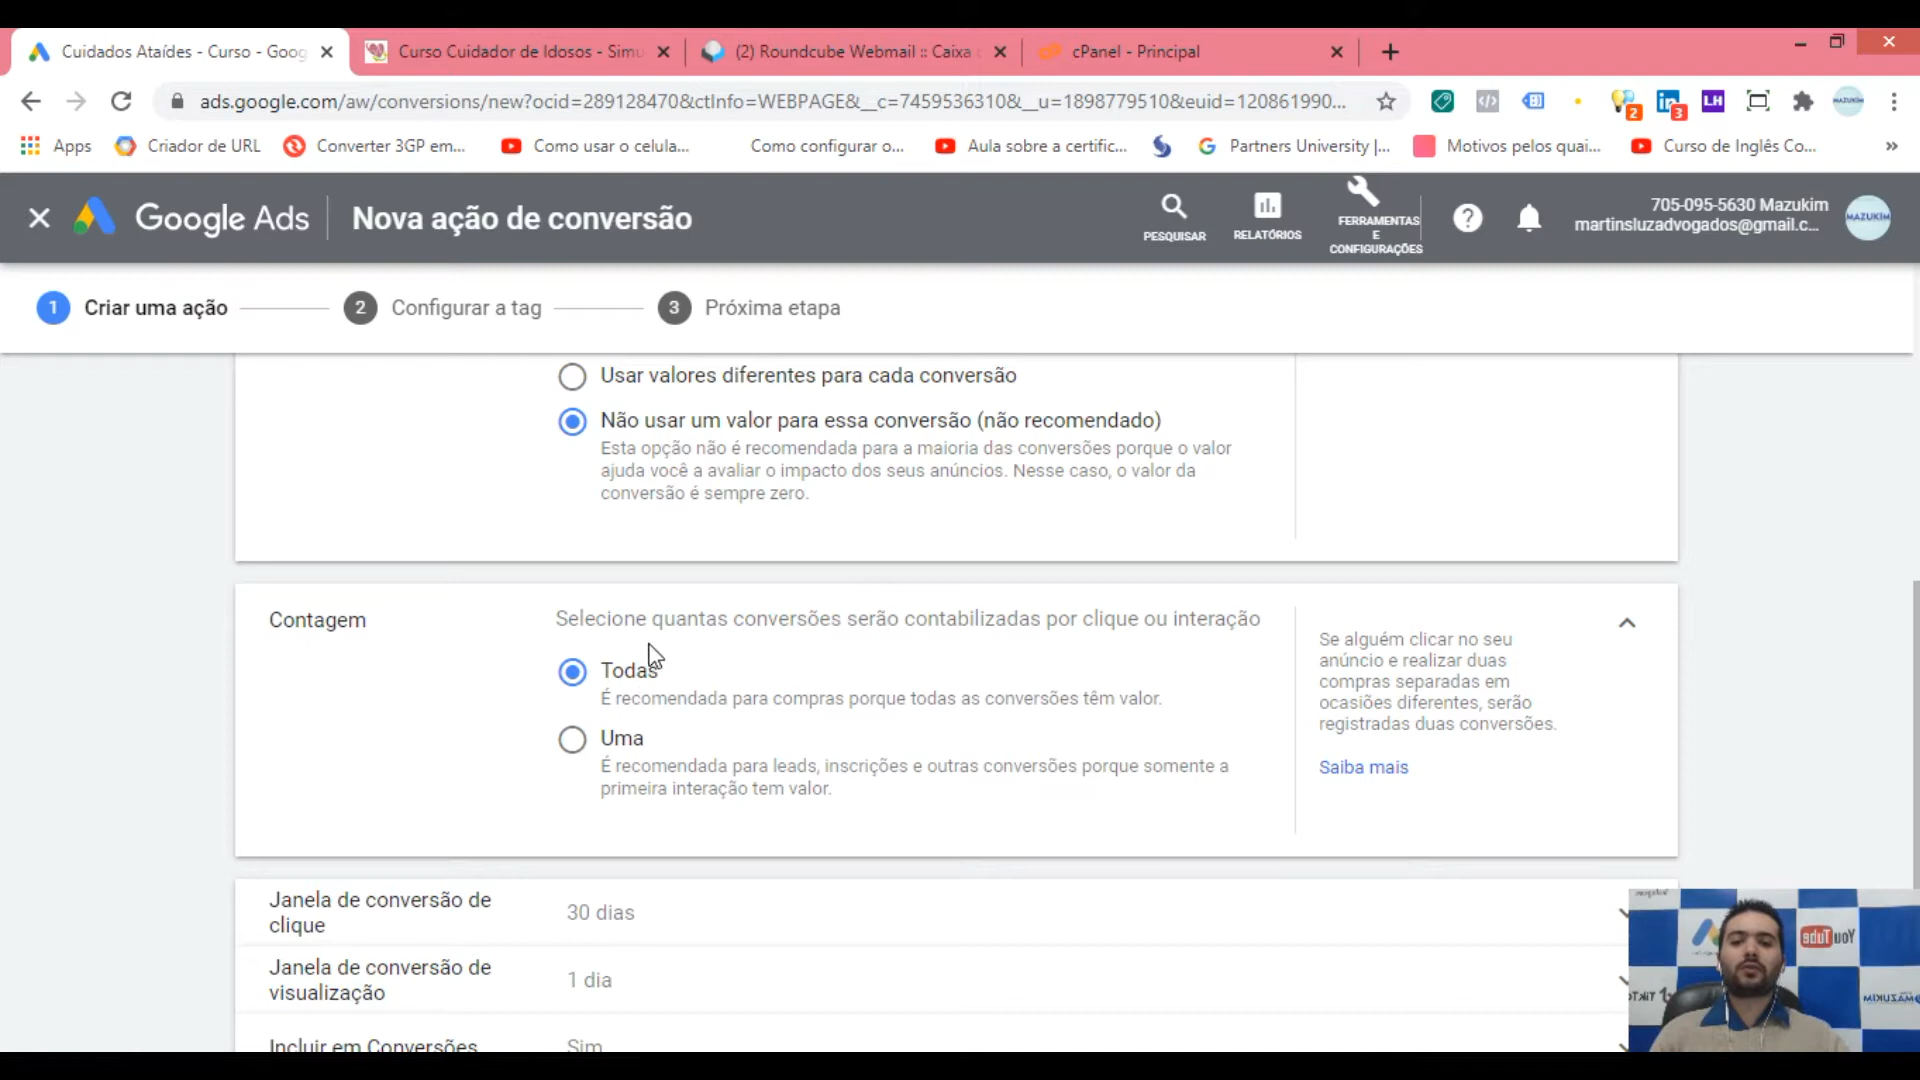 Cuidados Ataídes - Curso - Goog
Curso Cuidador de Idosos - Simu
(2) Roundcube Webmail :: Caixa
cPanel - Principal
ads.google.com/aw/conversions/new?ocid=289128470&ctInfo=WEBPAGE&__c=7459536310&__u=1898779510&euid=120861990...
2
3
LH
MAZUKIM
Apps
Criador de URL
Converter 3GP em...
Como usar o celula...
Como configurar o...
Aula sobre a certific...
Partners University |...
Motivos pelos quai...
Curso de Inglês Co...
»
Google Ads
Nova ação de conversão
PESQUISAR
RELATÓRIOS
FERRAMENTAS
E
CONFIGURAÇÕES
705-095-5630 Mazukim
martinsluzadvogados@gmail.c...
MAZUKIM
1 Criar uma ação
2 Configurar a tag
3 Próxima etapa
Usar valores diferentes para cada conversão
Não usar um valor para essa conversão (não recomendado)
Esta opção não é recomendada para a maioria das conversões porque o valor
ajuda você a avaliar o impacto dos seus anúncios. Nesse caso, o valor da
conversão é sempre zero.
Contagem
Selecione quantas conversões serão contabilizadas por clique ou interação
Todas
É recomendada para compras porque todas as conversões têm valor.
Uma
É recomendada para leads, inscrições e outras conversões porque somente a
primeira interação tem valor.
Se alguém clicar no seu
anúncio e realizar duas
compras separadas em
ocasiões diferentes, serão
registradas duas conversões.
Saiba mais
Janela de conversão de
clique
30 dias
Janela de conversão de
visualização
1 dia
Incluir em Conversões
Sim
YouTube
TikTo
MAZUKIM